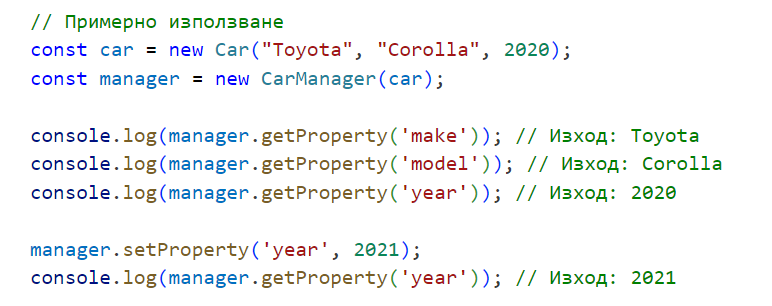 // Примерно използване
const car = new Car("Toyota", "Corolla", 2020);
const manager = new CarManager(car);
console.log(manager.getProperty('make')); // Изход: Toyota
console.log(manager.getProperty('model')); // Изход: Corolla
console.log(manager.getProperty('year')); // Изход: 2020
manager.setProperty('year', 2021);
console.log(manager.getProperty('year')); // Изход: 2021